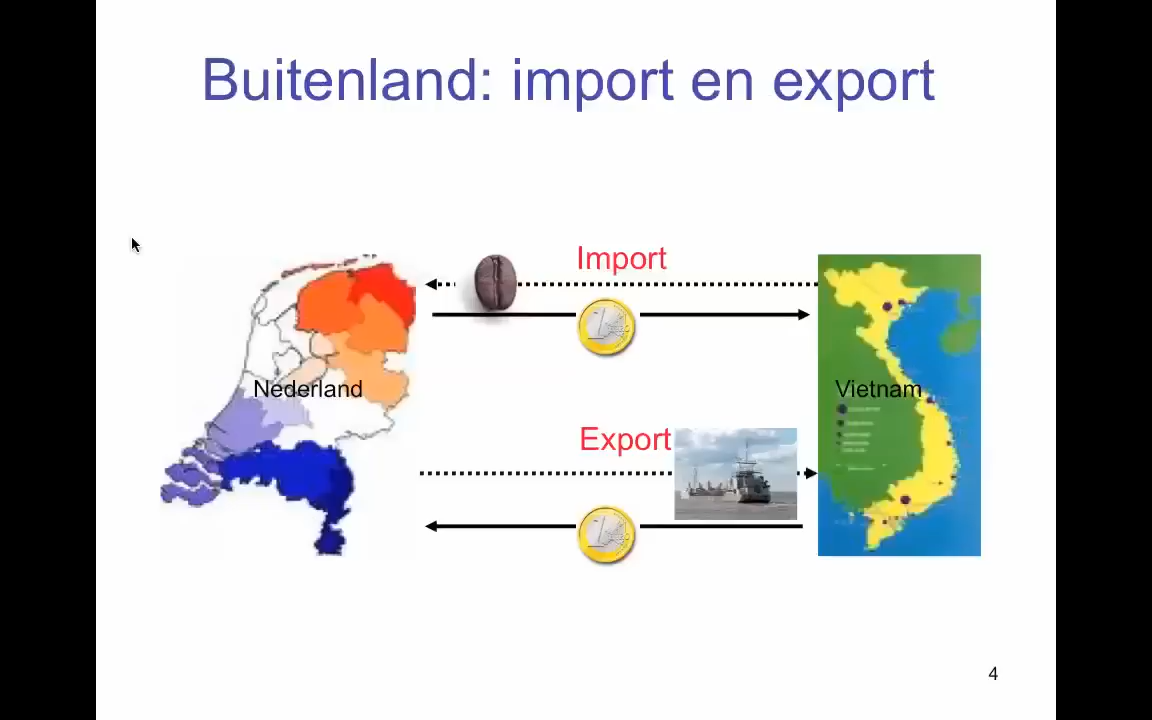 Buitenland: import en export
Import
Nederland
Vietnam
Export
4